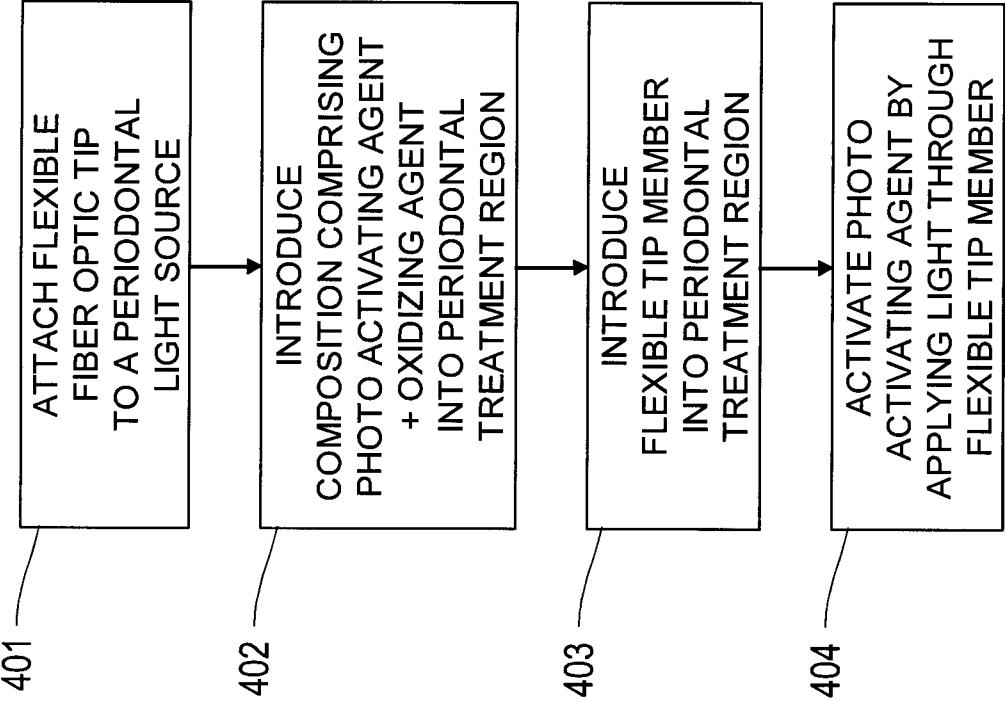 401
ATTACH FLEXIBLE
FIBER OPTIC TIP
TO A PERIODONTAL
LIGHT SOURCE
402
INTRODUCE
COMPOSITION COMPRISING
PHOTO ACTIVATING AGENT
+ OXIDIZING AGENT
INTO PERIODONTAL
TREATMENT REGION
403
INTRODUCE
FLEXIBLE TIP MEMBER
INTO PERIODONTAL
TREATMENT REGION
404
ACTIVATE PHOTO
ACTIVATING AGENT BY
APPLYING LIGHT THROUGH
FLEXIBLE TIP MEMBER